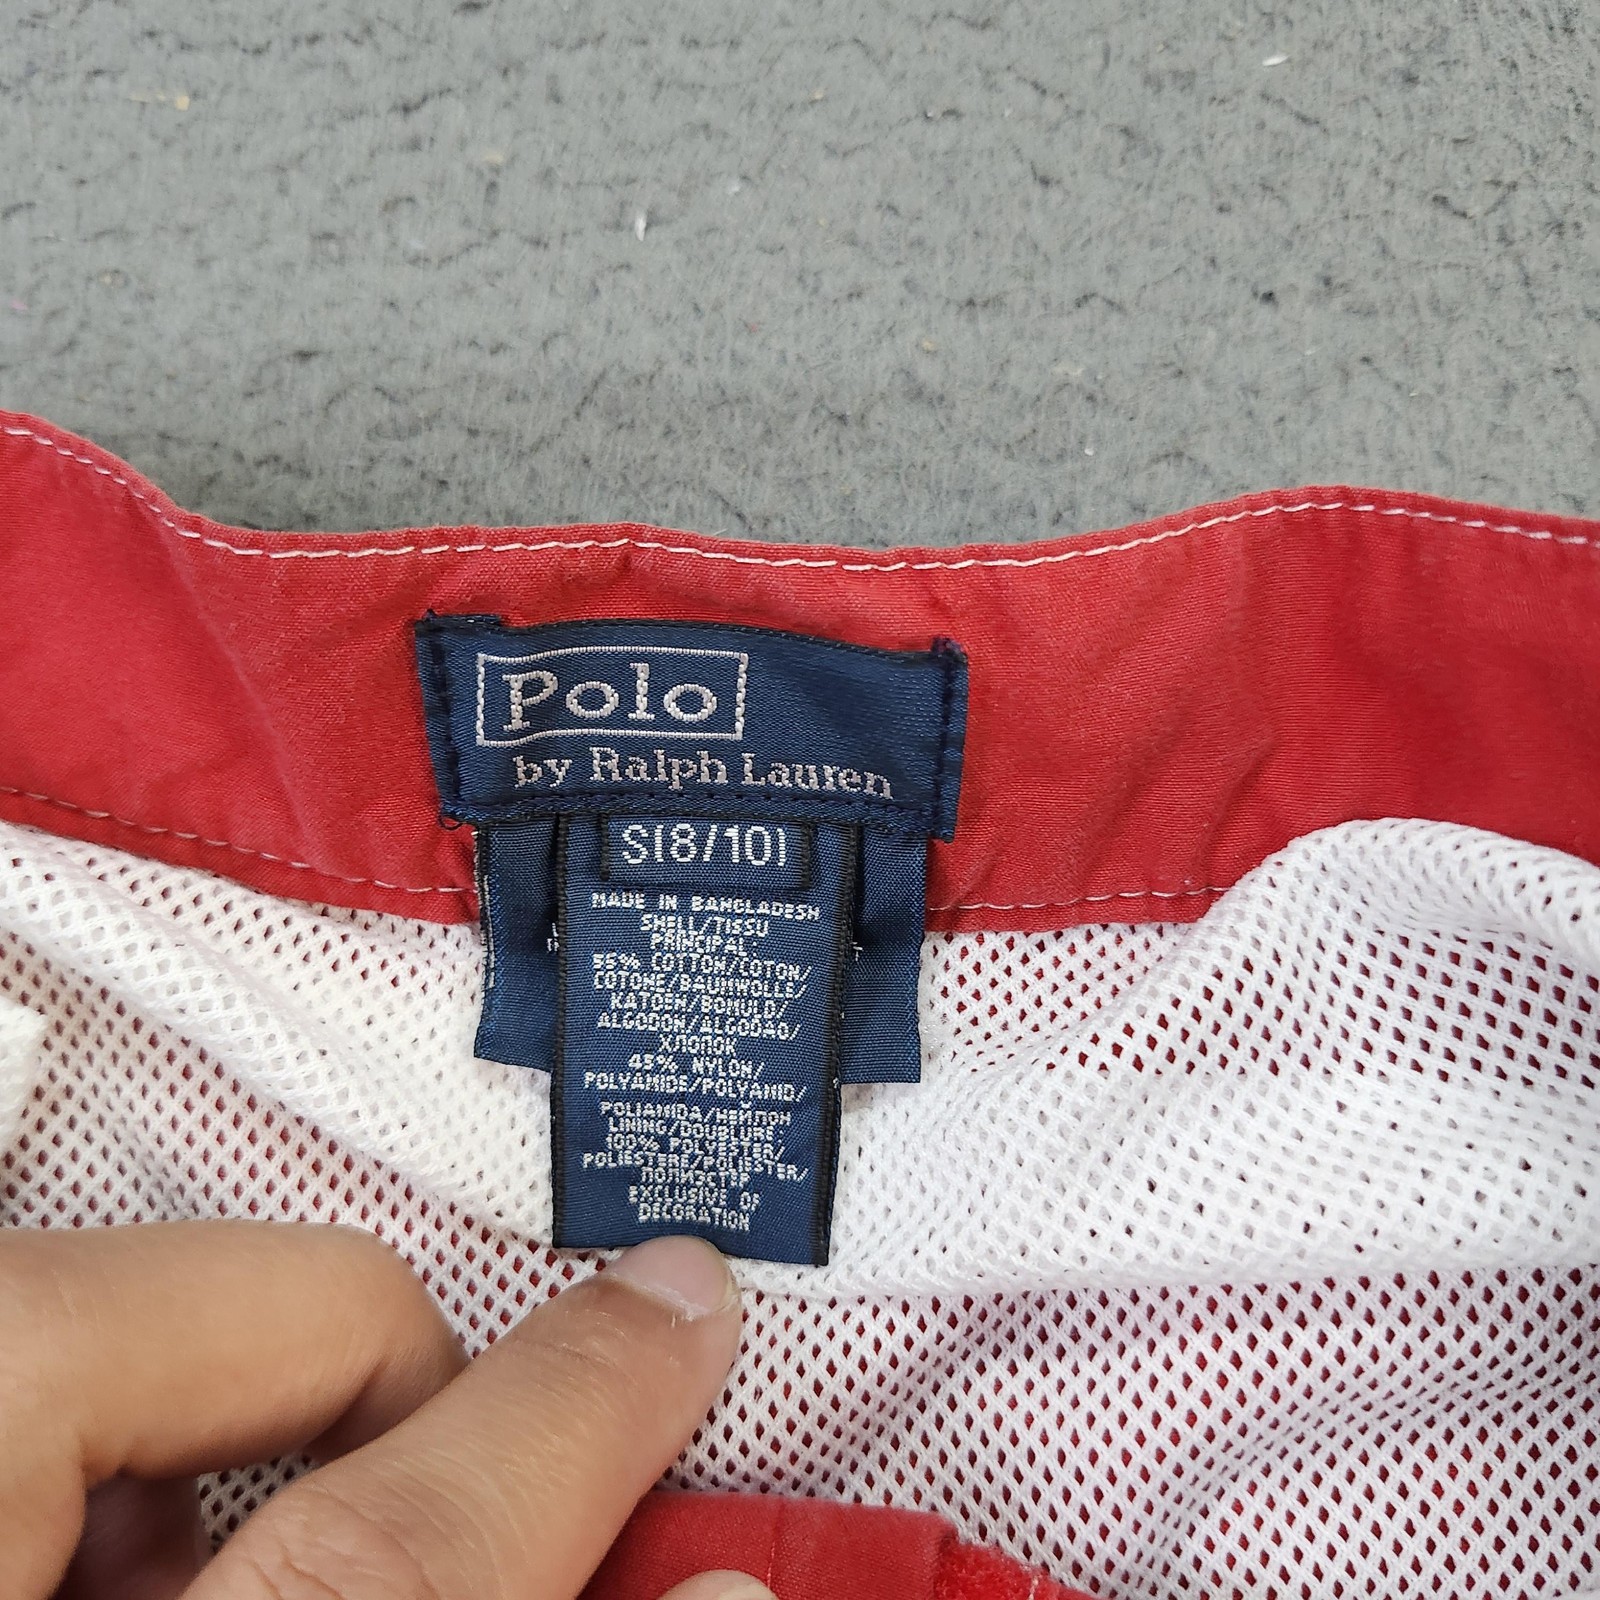 Polo
by Ralph Lauren
S(8/10)
MADE IN BANGLADESH
SHELL/TISSU
PRINCIPAL
55% COTTON/COTON/
COTONE/BAUMWOLLE/
KATOEN/BOMULD/
ALGODON/ALGODAO/
ХЛОПОК
45% NYLON/
POLYAMIDE/POLYAMID/
POLIAMIDA/НЕЙЛОН
LINING/DOUBLURE
100% POLYESTER/
POLIESTERE/POLIESTER/
ПОЛИЭСТЕР
EXCLUSIVE OF
DECORATION